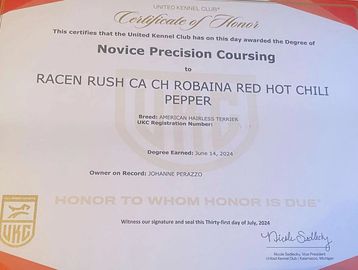 UNITED KENNEL CLUB®
Certificate of Honor
This certifies that the United Kennel Club has on this day awarded the Degree of
Novice Precision Coursing
to
RACEN RUSH CA CH ROBAINA RED HOT CHILI
PEPPER
Breed: AMERICAN HAIRLESS TERRIER
UKC Registration Number:
Degree Earned: June 14, 2024
Owner on Record: JOHANNE PERAZZO
HONOR TO WHOM HONOR IS DUE®
Witness our signature and seal this Thirty-first day of July, 2024
UKC
Nicole Sedlecky, Vice President
United Kennel Club | Kalamazoo, Michigan